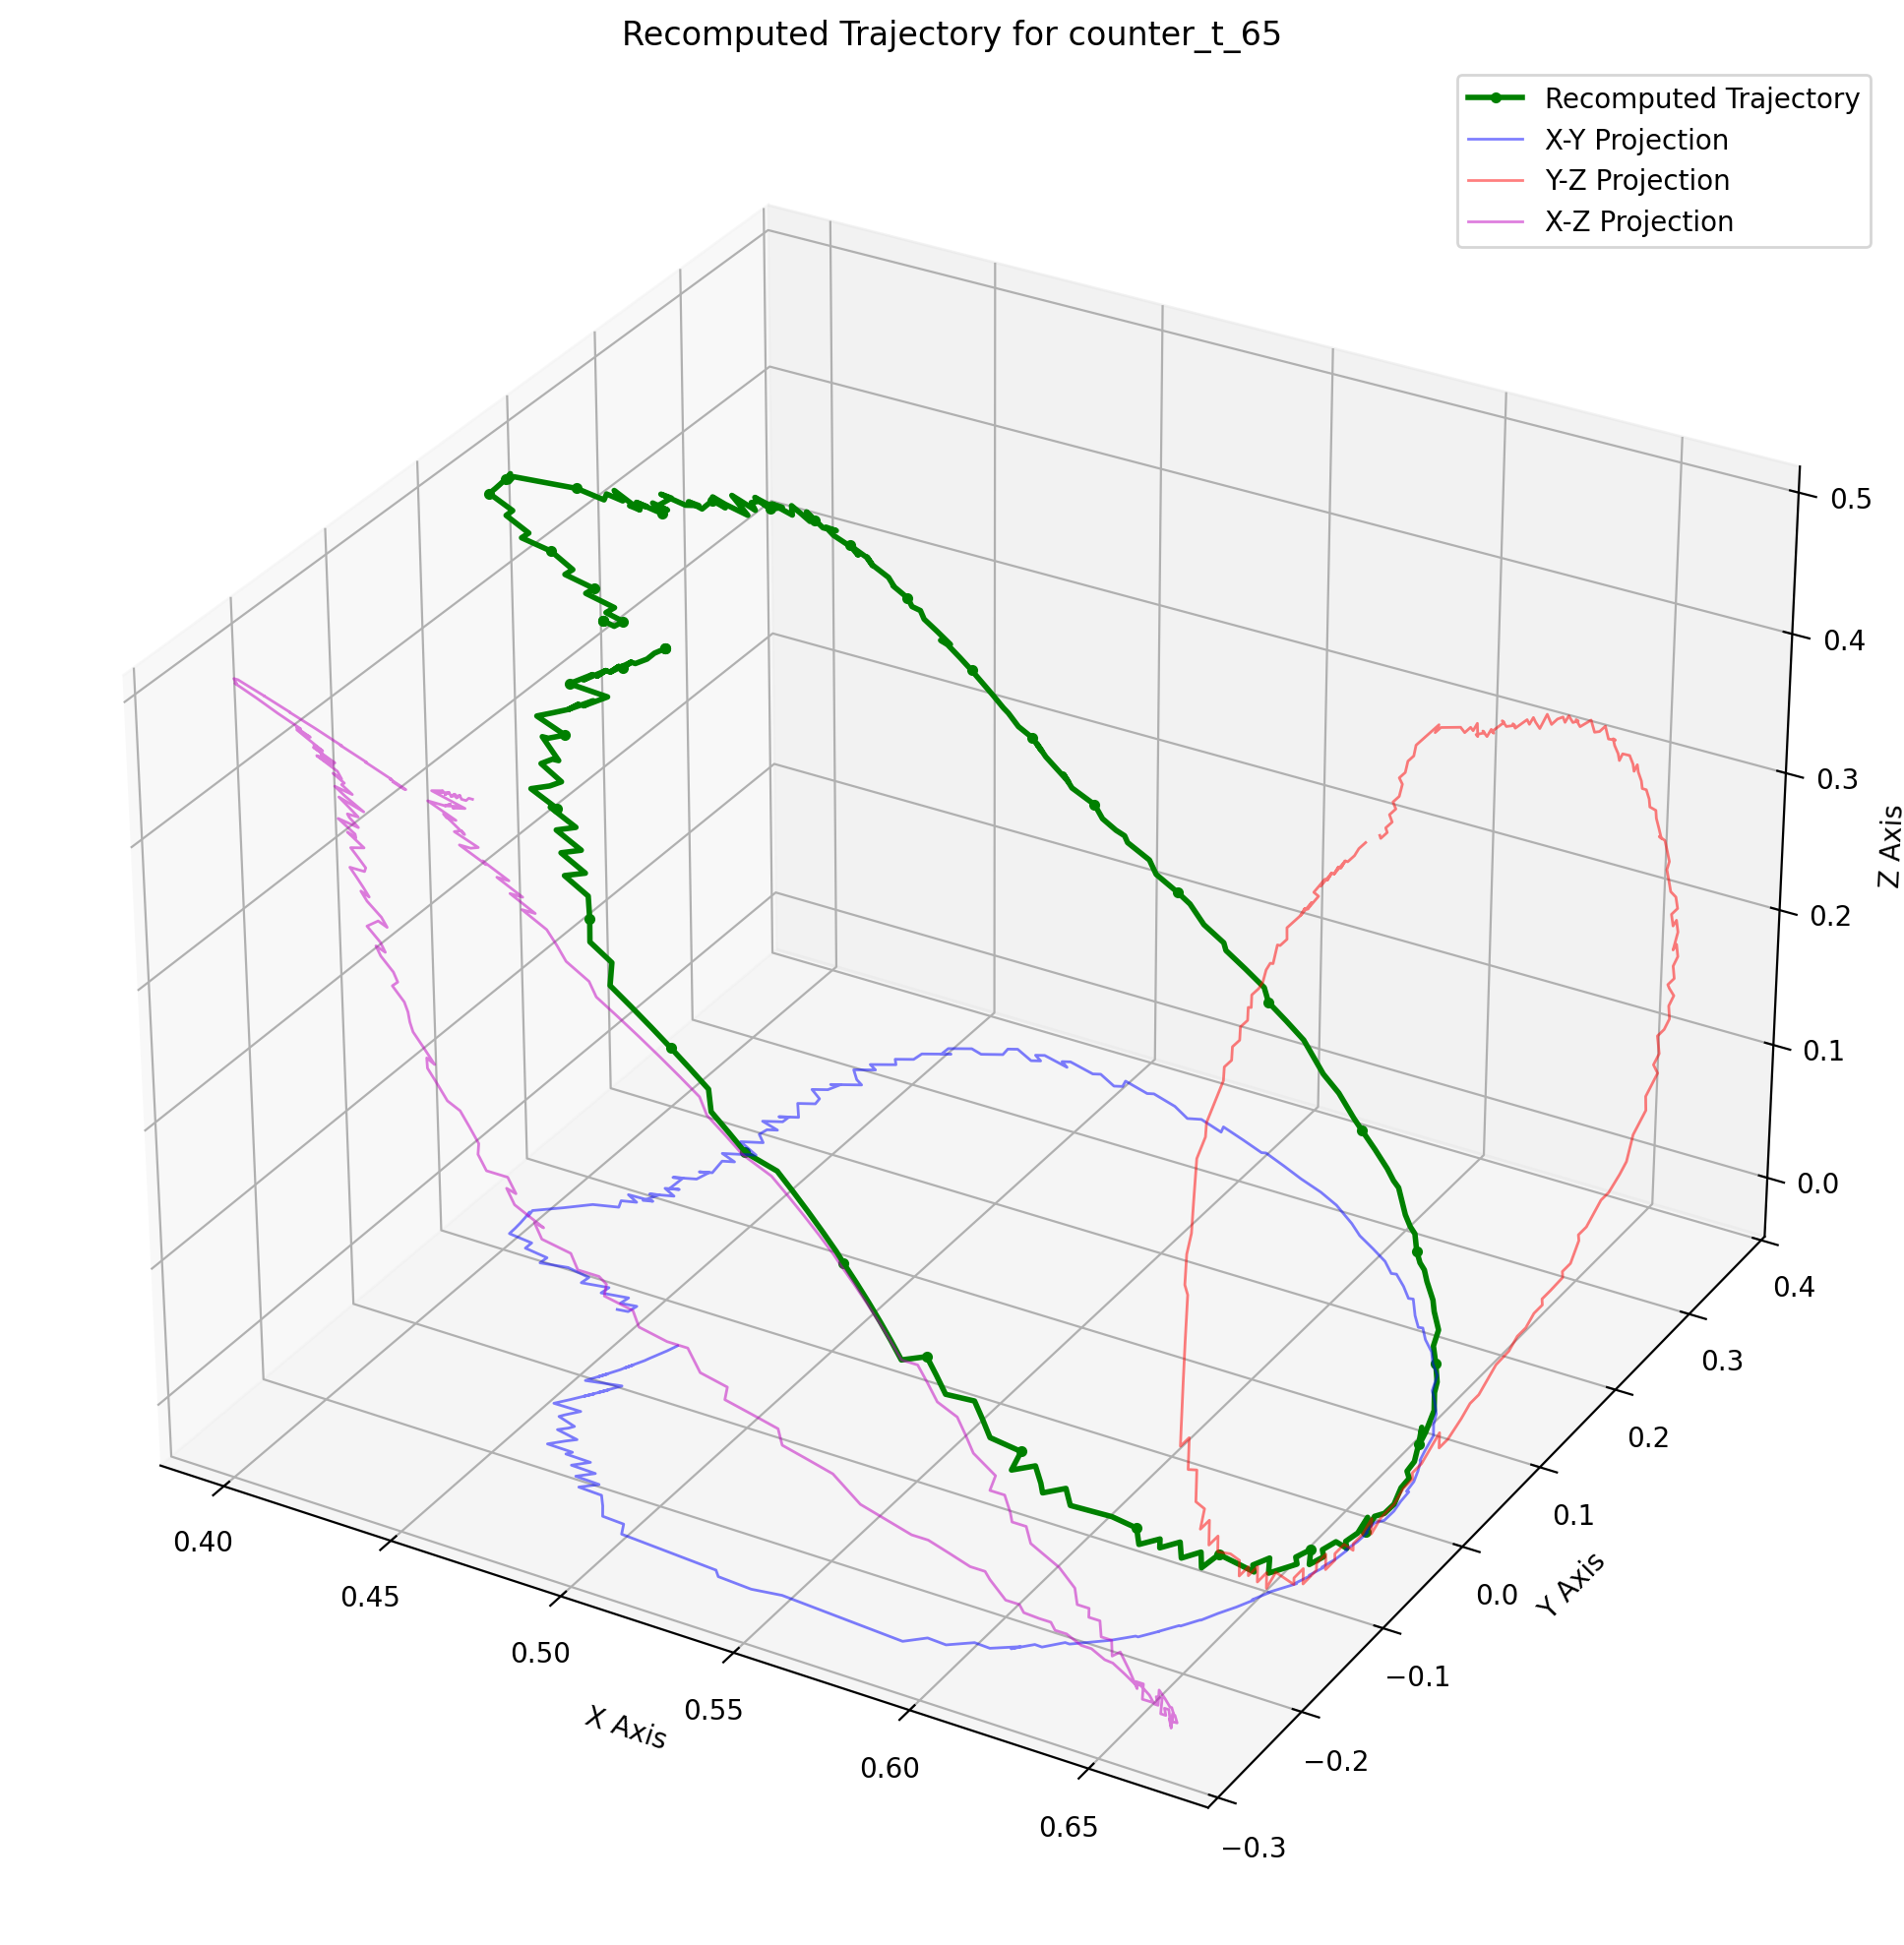 Recomputed Trajectory for counter_t_65
Recomputed Trajectory
X-Y Projection
Y-Z Projection
X-Z Projection
0.5
0.4
0.3
0.2
0.1
0.0
Z Axis
0.4
0.3
0.2
0.1
0.0
−0.1
−0.2
−0.3
Y Axis
0.40
0.45
0.50
0.55
0.60
0.65
X Axis